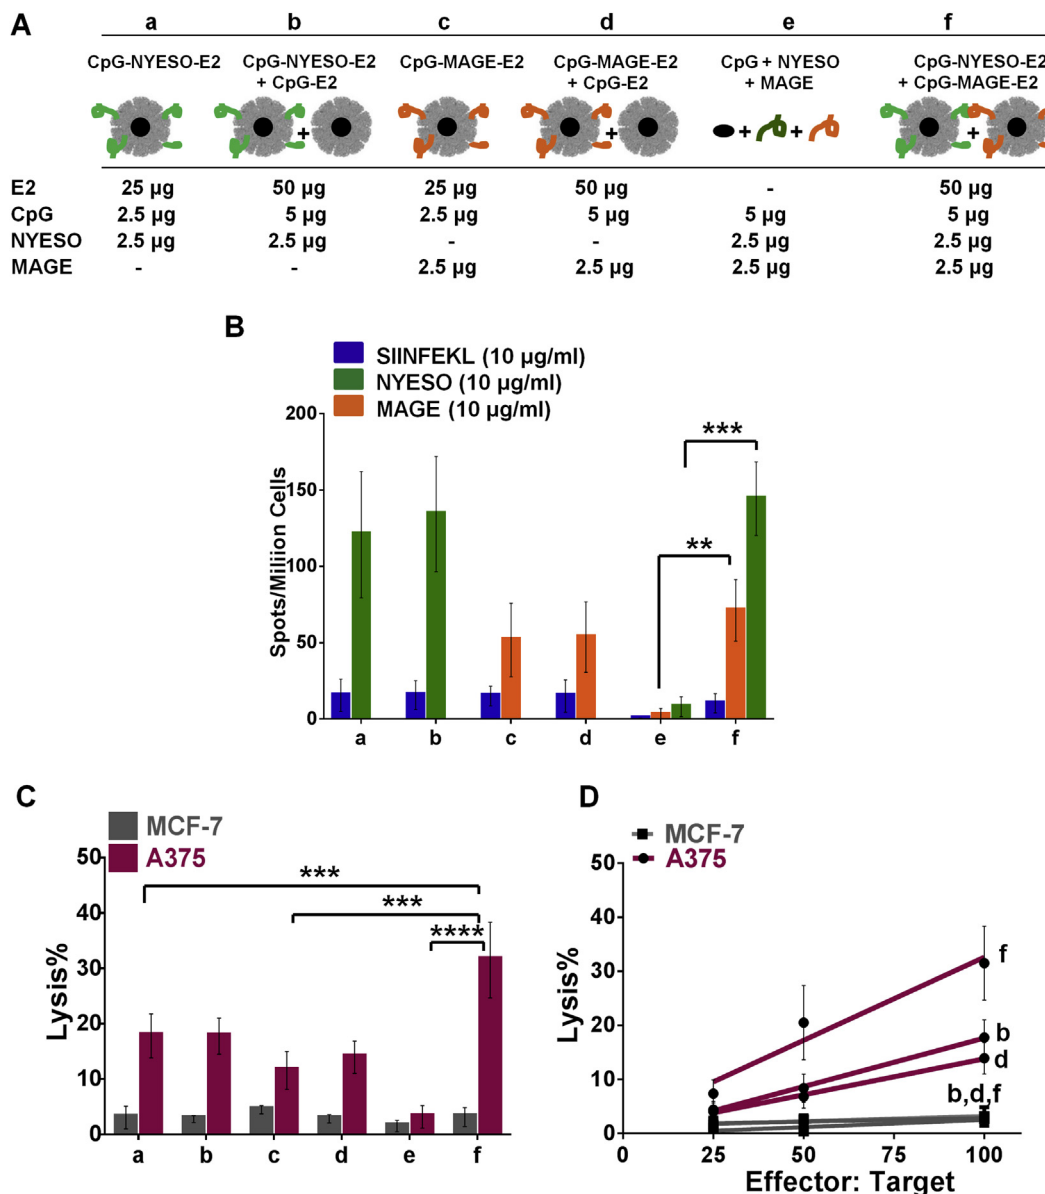 A
a b c d e f
CpG-NYESO-E2 CpG-NYESO-E2 CpG-MAGE-E2 CpG-MAGE-E2 CpG + NYESO CpG-NYESO-E2
+ CpG-E2 + CpG-E2 + MAGE + CpG-MAGE-E2
+ + + + +
E2 25 µg 50 µg 25 µg 50 µg - 50 µg
CpG 2.5 µg 5 µg 2.5 µg 5 µg 5 µg 5 µg
NYESO 2.5 µg 2.5 µg - - 2.5 µg 2.5 µg
MAGE - - 2.5 µg 2.5 µg 2.5 µg 2.5 µg
B
SIINFEKL (10 µg/ml)
NYESO (10 µg/ml)
MAGE (10 µg/ml)
Spots/Miliion Cells
200
150
100
50
0
***
**
a b c d e f
C
MCF-7
A375
Lysis%
50
40
30
20
10
0
***
***
****
a b c d e f
D
MCF-7
A375
Lysis%
50
40
30
20
10
0
f
b
d
b,d,f
0 25 50 75 100
Effector: Target